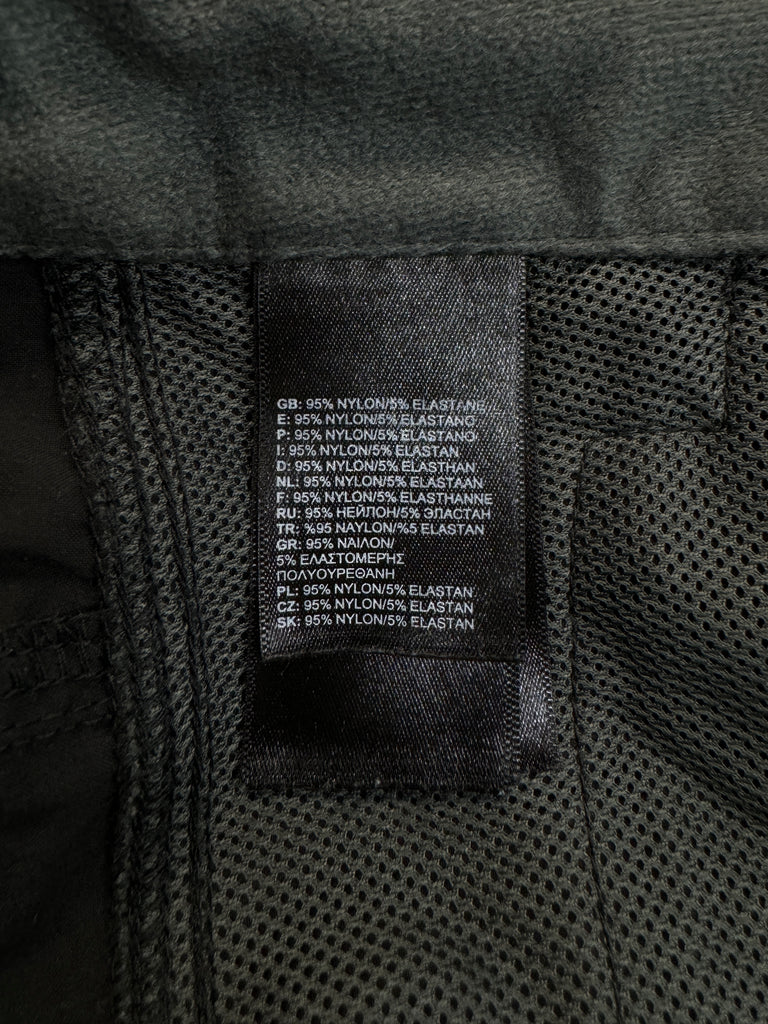 GB: 95% NYLON/5% ELASTANE
E: 95% NYLON/5% ELASTANO
P: 95% NYLON/5% ELASTANO
I: 95% NYLON/5% ELASTAN
D: 95% NYLON/5% ELASTHAN
NL: 95% NYLON/5% ELASTAAN
F: 95% NYLON/5% ELASTHANNE
RU: 95% НЕЙЛОН/5% ЭЛАСТАН
TR: %95 NAYLON/%5 ELASTAN
GR: 95% ΝΑΙΛΟΝ/
5% ΕΛΑΣΤΟΜΕΡΗΣ
ΠΟΛΥΟΥΡΕΘΑΝΗ
PL: 95% NYLON/5% ELASTAN
CZ: 95% NYLON/5% ELASTAN
SK: 95% NYLON/5% ELASTAN